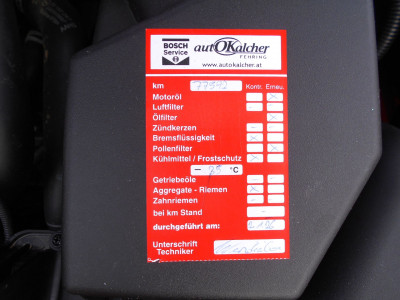 BOSCH
Service
autOKalcher
FEHRING
www.autokalcher.at
km
Kontr. Erneu.
Motoröl
Luftfilter
Ölfilter
Zündkerzen
Bremsflüssigkeit
Pollenfilter
Kühlmittel / Frostschutz
°C
Getriebeöle
Aggregate - Riemen
Zahnriemen
bei km Stand
durchgeführt am:
Unterschrift
Techniker